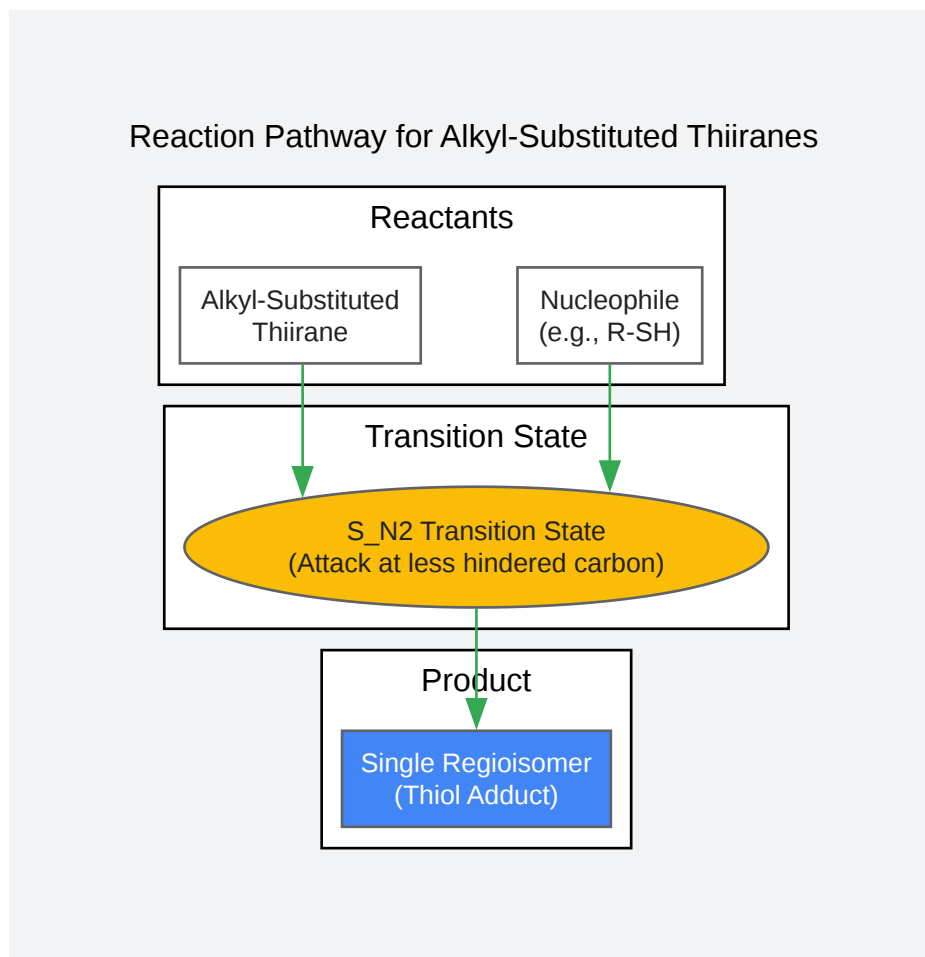 Reaction Pathway for Alkyl-Substituted Thiiranes
Reactants
Alkyl-Substituted
Thiirane
Nucleophile
(e.g., R-SH)
Transition State
S_N2 Transition State
(Attack at less hindered carbon)
Product
Single Regioisomer
(Thiol Adduct)